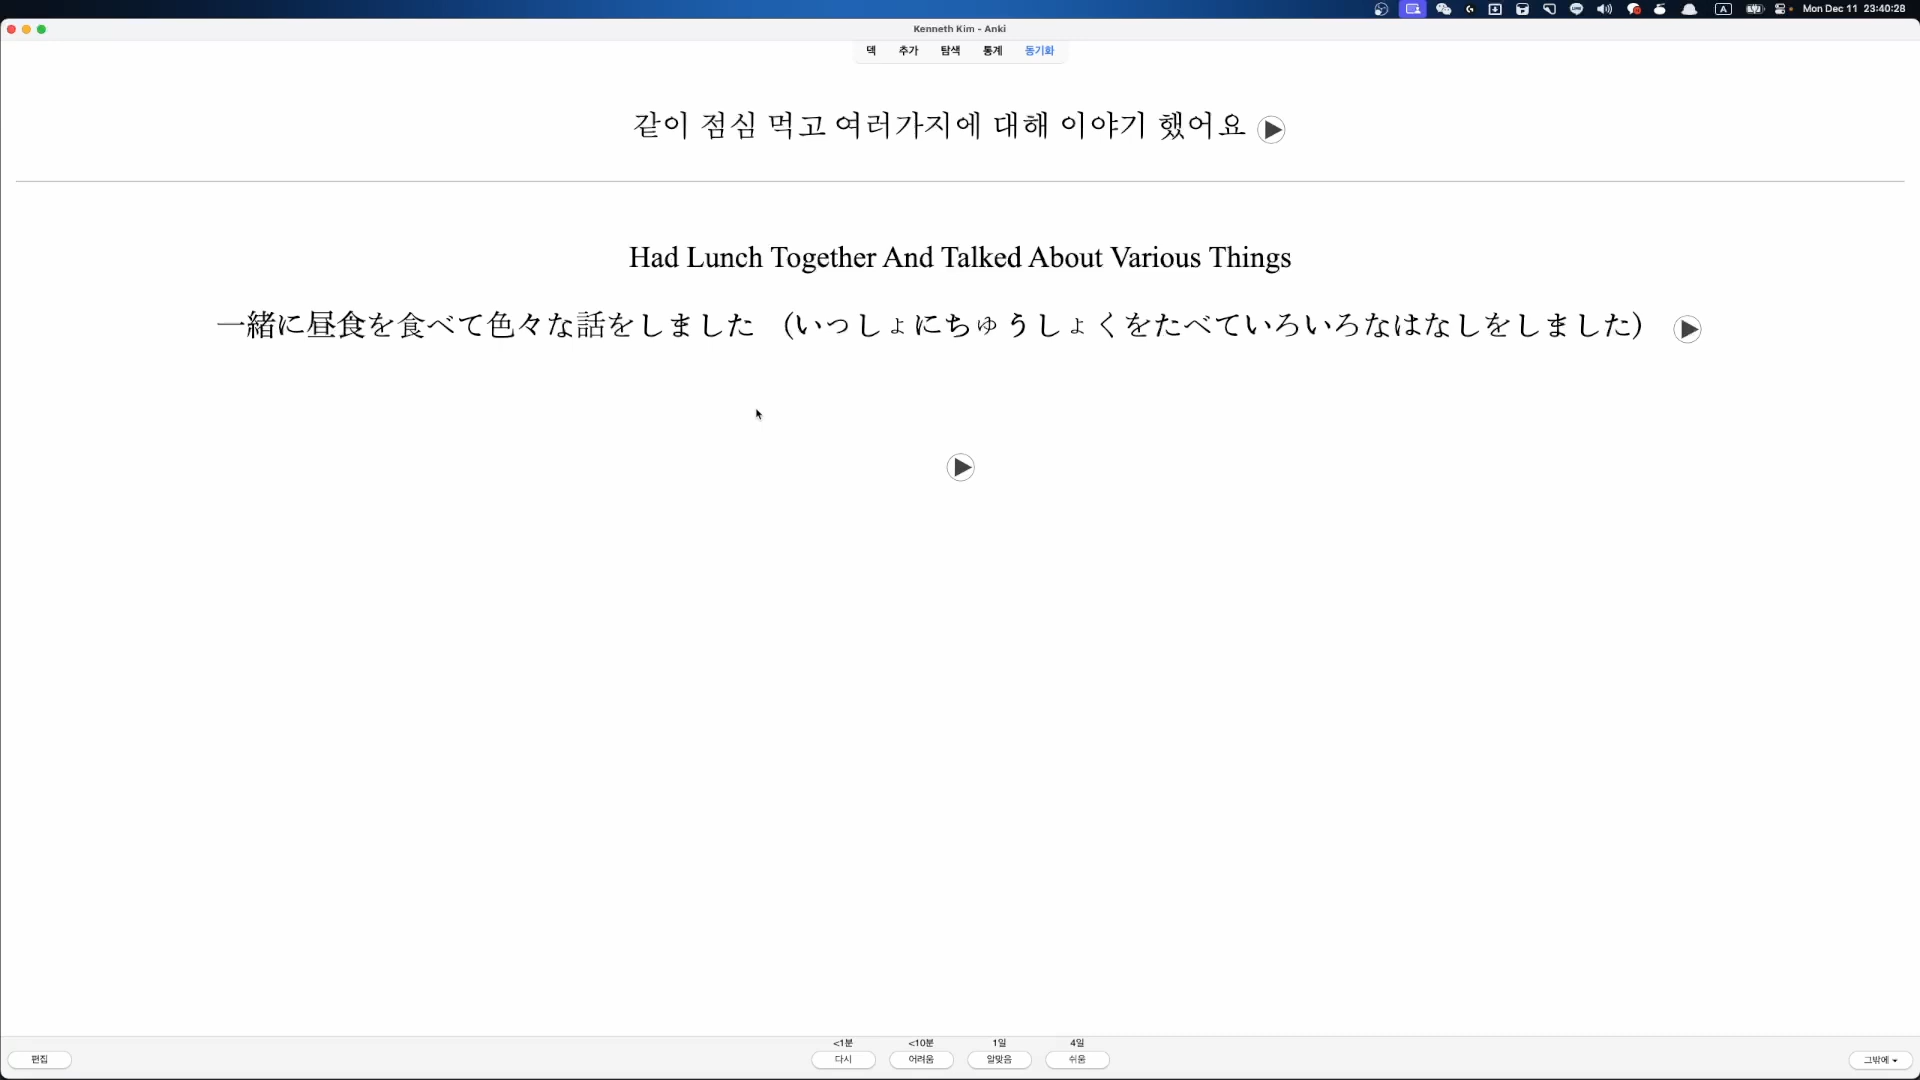 Mon Dec 11 23:40:28
Kenneth Kim - Anki
덱 추가 탐색 통계 동기화
같이 점심 먹고 여러가지에 대해 이야기 했어요
Had Lunch Together And Talked About Various Things
一緒に昼食を食べて色々な話をしました (いっしょにちゅうしょくをたべていろいろなはなしをしました)
<1분 <10분 1일 4일
편집 다시 어려움 알맞음 쉬움 그밖에